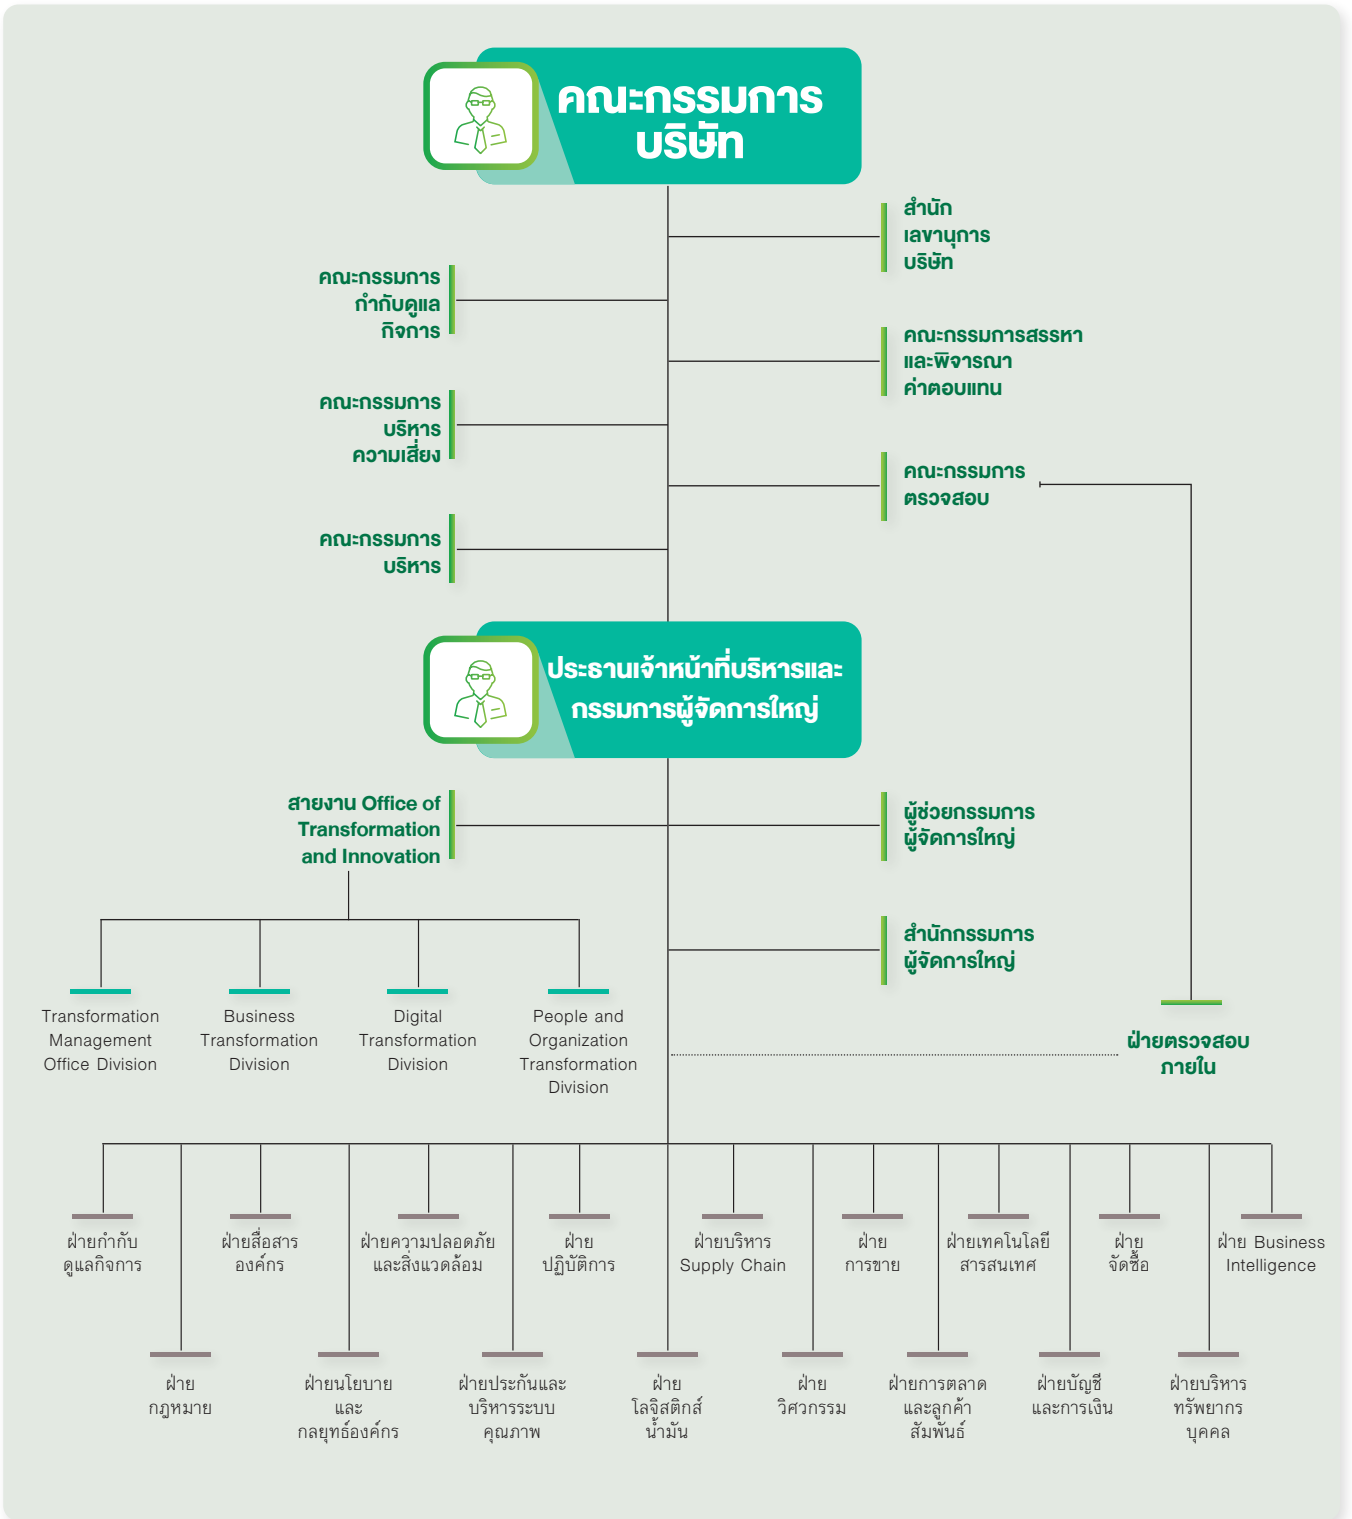 คณะกรรมการ
บริษัท
สำนัก
เลขานุการ
บริษัท
คณะกรรมการ
กำกับดูแล
กิจการ
คณะกรรมการสรรหา
และพิจารณา
ค่าตอบแทน
คณะกรรมการ
บริหาร
ความเสี่ยง
คณะกรรมการ
ตรวจสอบ
คณะกรรมการ
บริหาร
ประธานเจ้าหน้าที่บริหารและ
กรรมการผู้จัดการใหญ่
สายงาน Office of
Transformation
and Innovation
ผู้ช่วยกรรมการ
ผู้จัดการใหญ่
สำนักกรรมการ
ผู้จัดการใหญ่
Transformation
Management
Office Division
Business
Transformation
Division
Digital
Transformation
Division
People and
Organization
Transformation
Division
ฝ่ายตรวจสอบ
ภายใน
ฝ่ายกำกับ
ดูแลกิจการ
ฝ่ายสื่อสาร
องค์กร
ฝ่ายความปลอดภัย
และสิ่งแวดล้อม
ฝ่าย
ปฏิบัติการ
ฝ่ายบริหาร
Supply Chain
ฝ่าย
การขาย
ฝ่ายเทคโนโลยี
สารสนเทศ
ฝ่าย
จัดซื้อ
ฝ่าย Business
Intelligence
ฝ่าย
กฎหมาย
ฝ่ายนโยบาย
และ
กลยุทธ์องค์กร
ฝ่ายประกันและ
บริหารระบบ
คุณภาพ
ฝ่าย
โลจิสติกส์
น้ำมัน
ฝ่าย
วิศวกรรม
ฝ่ายการตลาด
และลูกค้า
สัมพันธ์
ฝ่ายบัญชี
และการเงิน
ฝ่ายบริหาร
ทรัพยากร
บุคคล